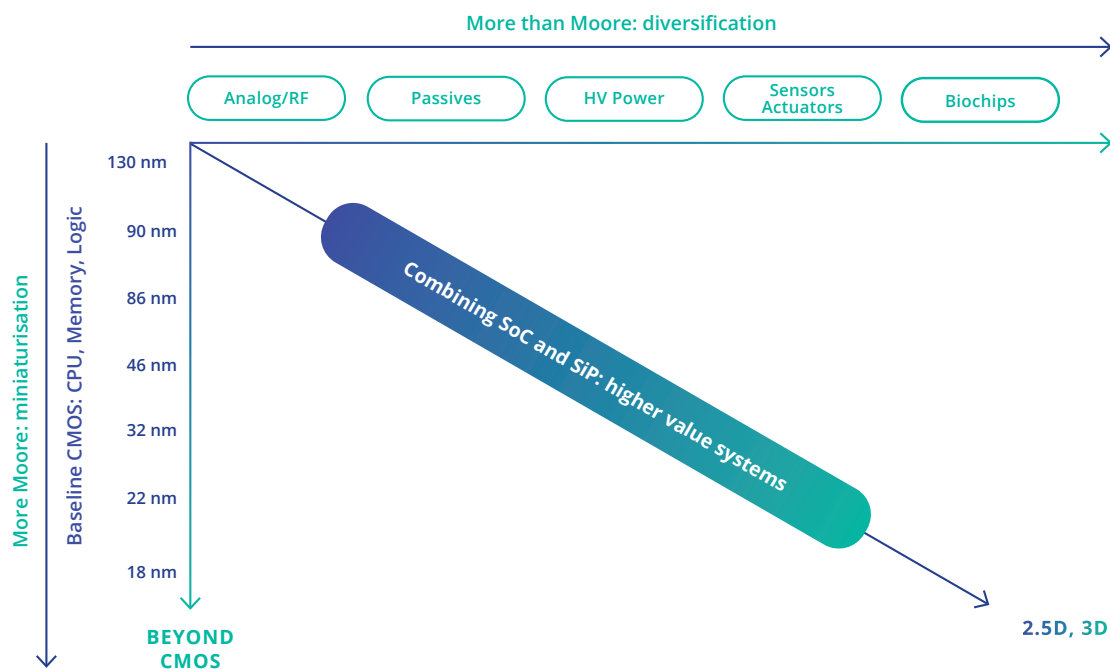 More than Moore: diversification
Analog/RF
Passives
HV Power
Sensors
Actuators
Biochips
130 nm
90 nm
86 nm
46 nm
32 nm
22 nm
18 nm
More Moore: miniaturisation
Baseline CMOS: CPU, Memory, Logic
Combining SoC and SiP: higher value systems
BEYOND
CMOS
2.5D, 3D